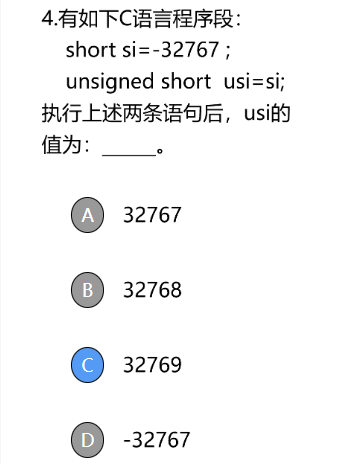 4.有如下C语言程序段：
short si=-32767 ;
unsigned short  usi=si;
执行上述两条语句后，usi的
值为：_____。
A 32767
B 32768
C 32769
D -32767